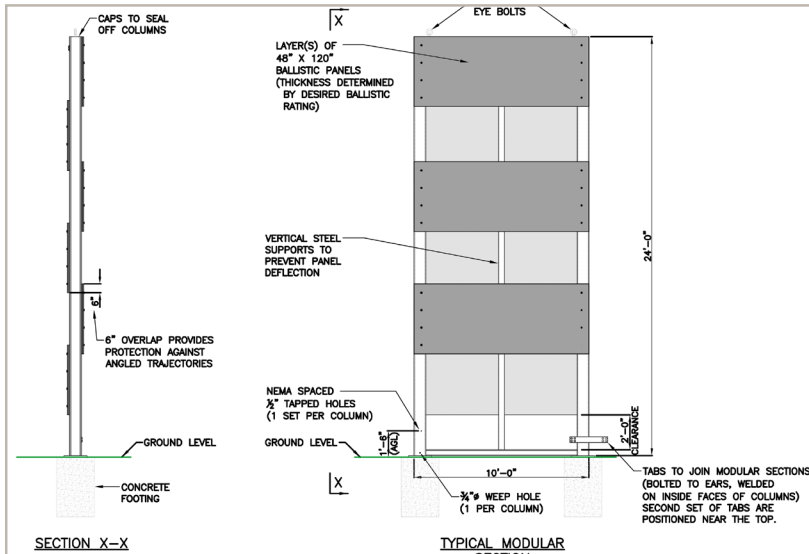 CAPS TO SEAL
OFF COLUMNS
6"
6" OVERLAP PROVIDES
PROTECTION AGAINST
ANGLED TRAJECTORIES
GROUND LEVEL
CONCRETE
FOOTING
SECTION X-X
X
EYE BOLTS
LAYER(S) OF
48" X 120"
BALLISTIC PANELS
(THICKNESS DETERMINED
BY DESIRED BALLISTIC
RATING)
VERTICAL STEEL
SUPPORTS TO
PREVENT PANEL
DEFLECTION
24'-0"
NEMA SPACED
½" TAPPED HOLES
(1 SET PER COLUMN)
1'-6"
(AGL)
2'-0"
CLEARANCE
GROUND LEVEL
10'-0"
X
¾"ø WEEP HOLE
(1 PER COLUMN)
TABS TO JOIN MODULAR SECTIONS
(BOLTED TO EARS, WELDED
ON INSIDE FACES OF COLUMNS)
SECOND SET OF TABS ARE
POSITIONED NEAR THE TOP.
TYPICAL MODULAR
SECTION